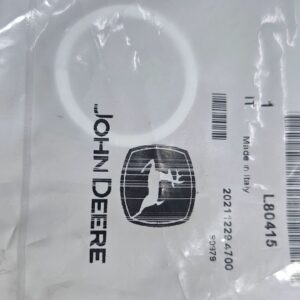 JOHN DEERE
L80415
1
IT
Made in Italy
20211229 4700